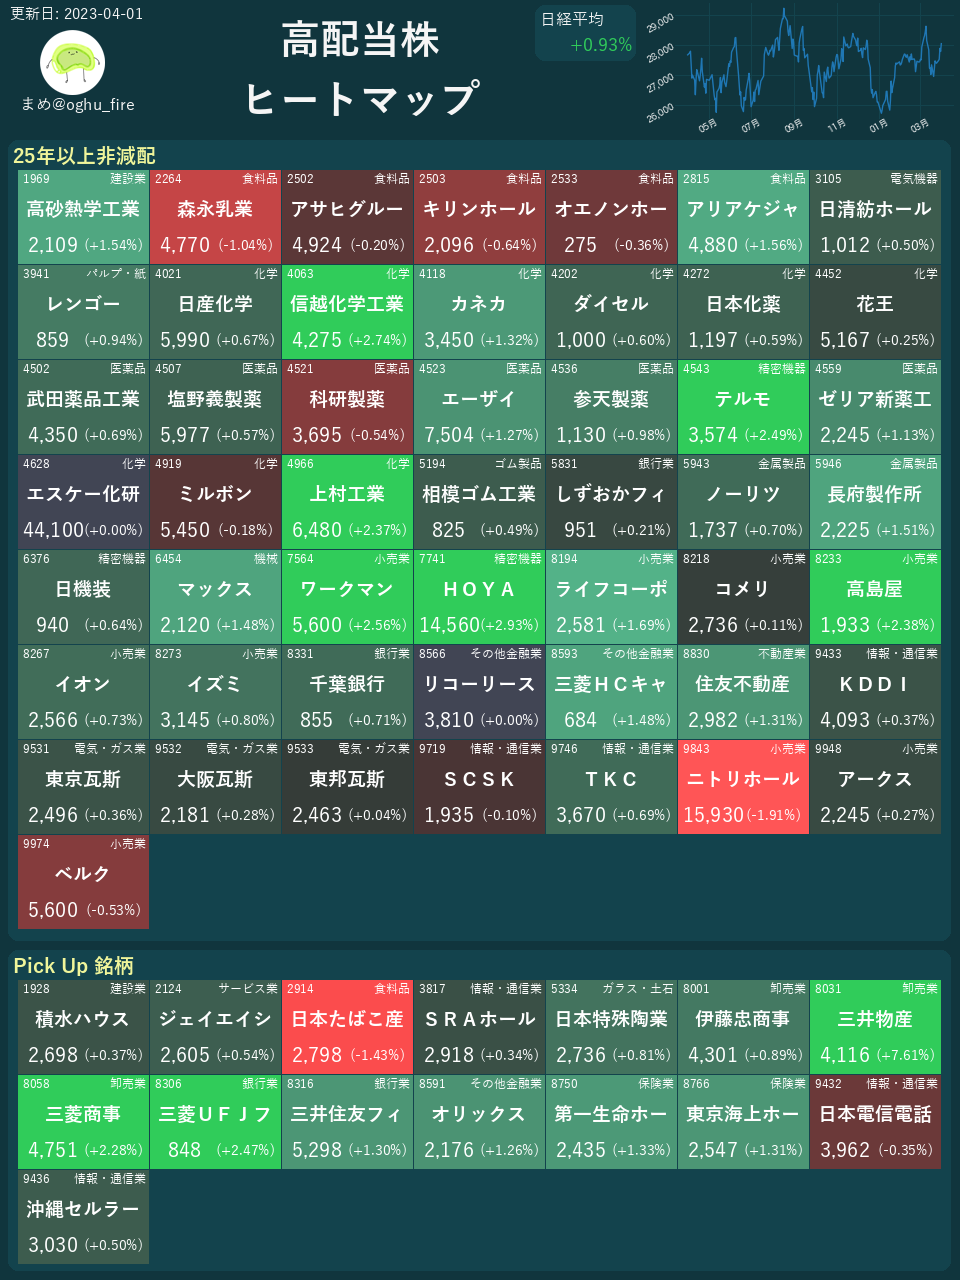 更新日: 2023-04-01
まめ@oghu_fire
高配当株
ヒートマップ
日経平均
+0.93%
29,000
28,000
27,000
26,000
05月 07月 09月 11月 01月 03月
25年以上非減配
1969 建設業 2264 食料品 2502 食料品 2503 食料品 2533 食料品 2815 食料品 3105 電気機器
高砂熱学工業 森永乳業 アサヒグルー キリンホール オエノンホー アリアケジャ 日清紡ホール
2,109 (+1.54%) 4,770 (-1.04%) 4,924 (-0.20%) 2,096 (-0.64%) 275 (-0.36%) 4,880 (+1.56%) 1,012 (+0.50%)
3941 パルプ・紙 4021 化学 4063 化学 4118 化学 4202 化学 4272 化学 4452 化学
レンゴー 日産化学 信越化学工業 カネカ ダイセル 日本化薬 花王
859 (+0.94%) 5,990 (+0.67%) 4,275 (+2.74%) 3,450 (+1.32%) 1,000 (+0.60%) 1,197 (+0.59%) 5,167 (+0.25%)
4502 医薬品 4507 医薬品 4521 医薬品 4523 医薬品 4536 医薬品 4543 精密機器 4559 医薬品
武田薬品工業 塩野義製薬 科研製薬 エーザイ 参天製薬 テルモ ゼリア新薬工
4,350 (+0.69%) 5,977 (+0.57%) 3,695 (-0.54%) 7,504 (+1.27%) 1,130 (+0.98%) 3,574 (+2.49%) 2,245 (+1.13%)
4628 化学 4919 化学 4966 化学 5194 ゴム製品 5831 銀行業 5943 金属製品 5946 金属製品
エスケー化研 ミルボン 上村工業 相模ゴム工業 しずおかフィ ノーリツ 長府製作所
44,100(+0.00%) 5,450 (-0.18%) 6,480 (+2.37%) 825 (+0.49%) 951 (+0.21%) 1,737 (+0.70%) 2,225 (+1.51%)
6376 精密機器 6454 機械 7564 小売業 7741 精密機器 8194 小売業 8218 小売業 8233 小売業
日機装 マックス ワークマン ＨＯＹＡ ライフコーポ コメリ 高島屋
940 (+0.64%) 2,120 (+1.48%) 5,600 (+2.56%) 14,560(+2.93%) 2,581 (+1.69%) 2,736 (+0.11%) 1,933 (+2.38%)
8267 小売業 8273 小売業 8331 銀行業 8566 その他金融業 8593 その他金融業 8830 不動産業 9433 情報・通信業
イオン イズミ 千葉銀行 リコーリース 三菱ＨＣキャ 住友不動産 ＫＤＤＩ
2,566 (+0.73%) 3,145 (+0.80%) 855 (+0.71%) 3,810 (+0.00%) 684 (+1.48%) 2,982 (+1.31%) 4,093 (+0.37%)
9531 電気・ガス業 9532 電気・ガス業 9533 電気・ガス業 9719 情報・通信業 9746 情報・通信業 9843 小売業 9948 小売業
東京瓦斯 大阪瓦斯 東邦瓦斯 ＳＣＳＫ ＴＫＣ ニトリホール アークス
2,496 (+0.36%) 2,181 (+0.28%) 2,463 (+0.04%) 1,935 (-0.10%) 3,670 (+0.69%) 15,930(-1.91%) 2,245 (+0.27%)
9974 小売業
ベルク
5,600 (-0.53%)
Pick Up 銘柄
1928 建設業 2124 サービス業 2914 食料品 3817 情報・通信業 5334 ガラス・土石 8001 卸売業 8031 卸売業
積水ハウス ジェイエイシ 日本たばこ産 ＳＲＡホール 日本特殊陶業 伊藤忠商事 三井物産
2,698 (+0.37%) 2,605 (+0.54%) 2,798 (-1.43%) 2,918 (+0.34%) 2,736 (+0.81%) 4,301 (+0.89%) 4,116 (+7.61%)
8058 卸売業 8306 銀行業 8316 銀行業 8591 その他金融業 8750 保険業 8766 保険業 9432 情報・通信業
三菱商事 三菱ＵＦＪフ 三井住友フィ オリックス 第一生命ホー 東京海上ホー 日本電信電話
4,751 (+2.28%) 848 (+2.47%) 5,298 (+1.30%) 2,176 (+1.26%) 2,435 (+1.33%) 2,547 (+1.31%) 3,962 (-0.35%)
9436 情報・通信業
沖縄セルラー
3,030 (+0.50%)